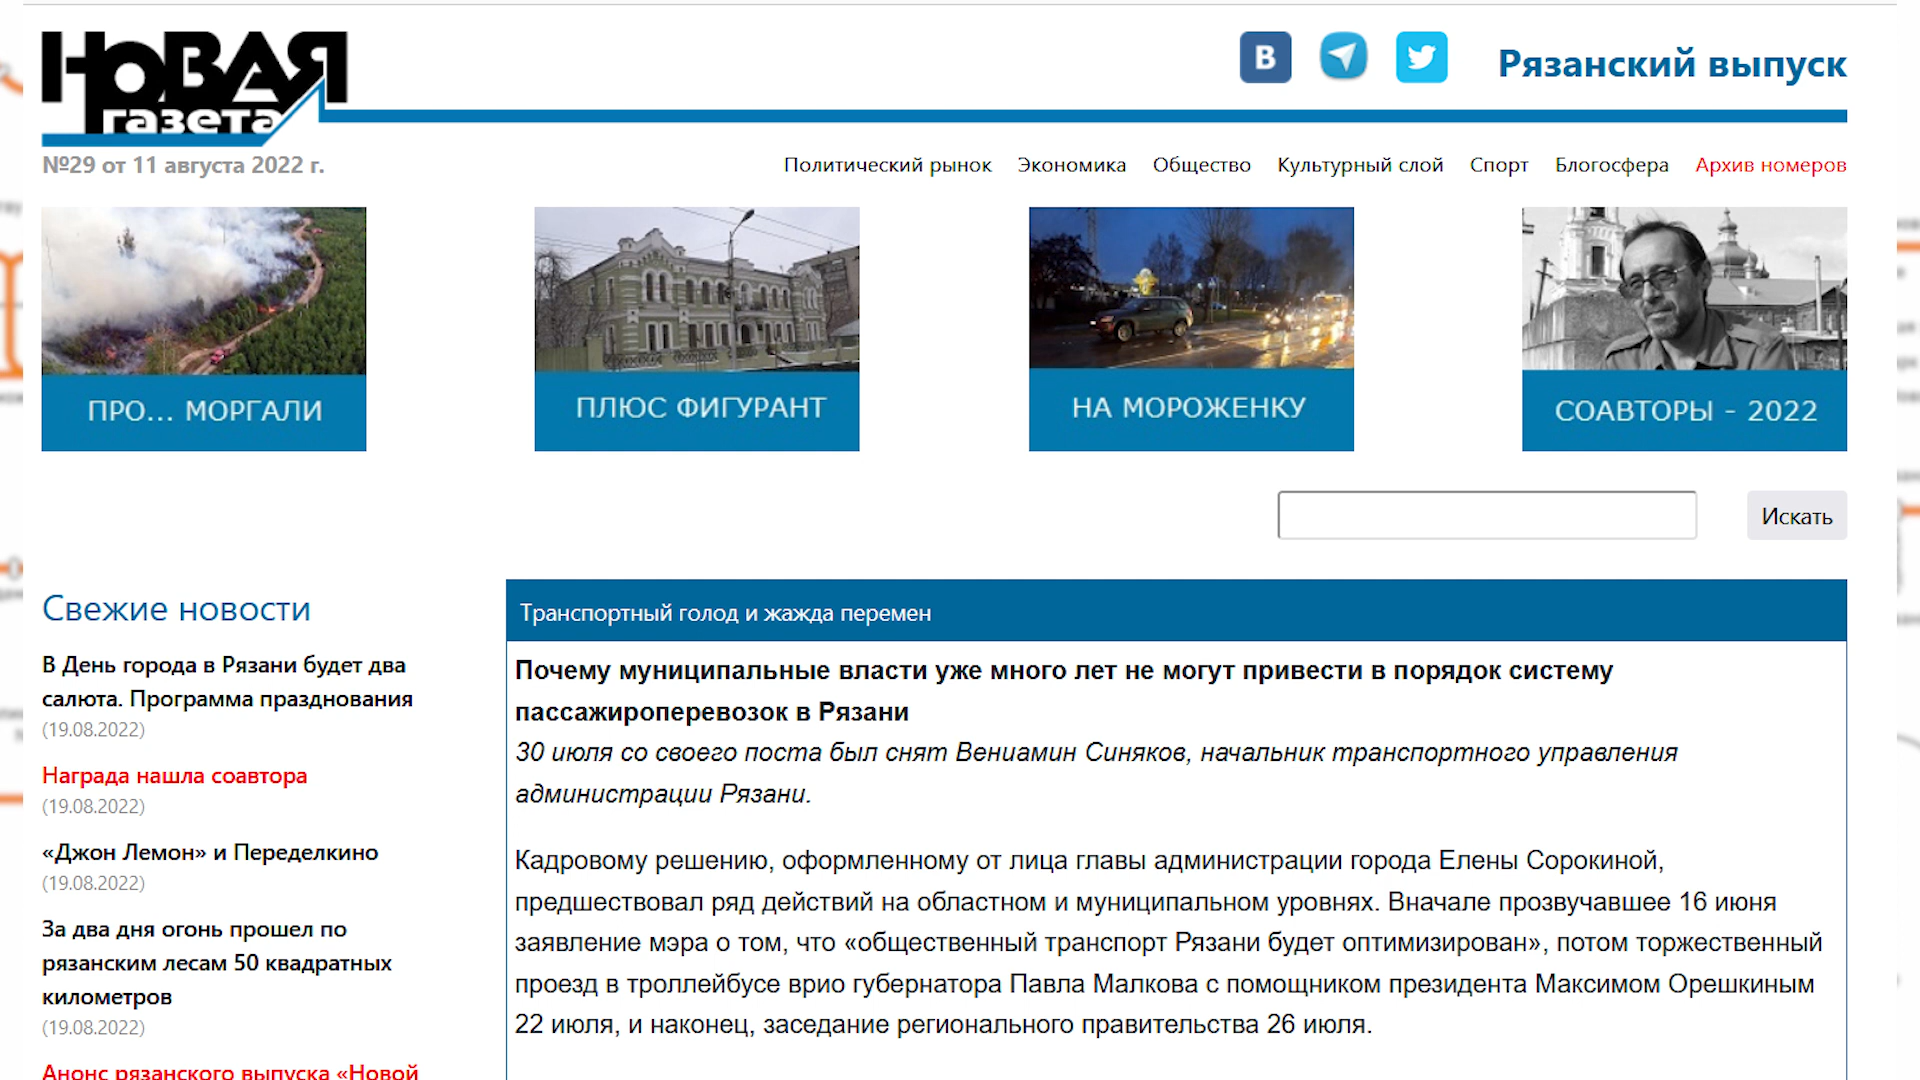 Новая
газета
В
Рязанский выпуск
№29 от 11 августа 2022 г.
Политический рынок Экономика Общество Культурный слой Спорт Блогосфера Архив номеров
ПРО... МОРГАЛИ
ПЛЮС ФИГУРАНТ
НА МОРОЖЕНКУ
СОАВТОРЫ - 2022
Искать
Свежие новости
В День города в Рязани будет два
салюта. Программа празднования
(19.08.2022)
Награда нашла соавтора
(19.08.2022)
«Джон Лемон» и Переделкино
(19.08.2022)
За два дня огонь прошел по
рязанским лесам 50 квадратных
километров
(19.08.2022)
Анонс рязанского выпуска «Новой
Транспортный голод и жажда перемен
Почему муниципальные власти уже много лет не могут привести в порядок систему
пассажироперевозок в Рязани
30 июля со своего поста был снят Вениамин Синяков, начальник транспортного управления
администрации Рязани.
Кадровому решению, оформленному от лица главы администрации города Елены Сорокиной,
предшествовал ряд действий на областном и муниципальном уровнях. Вначале прозвучавшее 16 июня
заявление мэра о том, что «общественный транспорт Рязани будет оптимизирован», потом торжественный
проезд в троллейбусе врио губернатора Павла Малкова с помощником президента Максимом Орешкиным
22 июля, и наконец, заседание регионального правительства 26 июля.